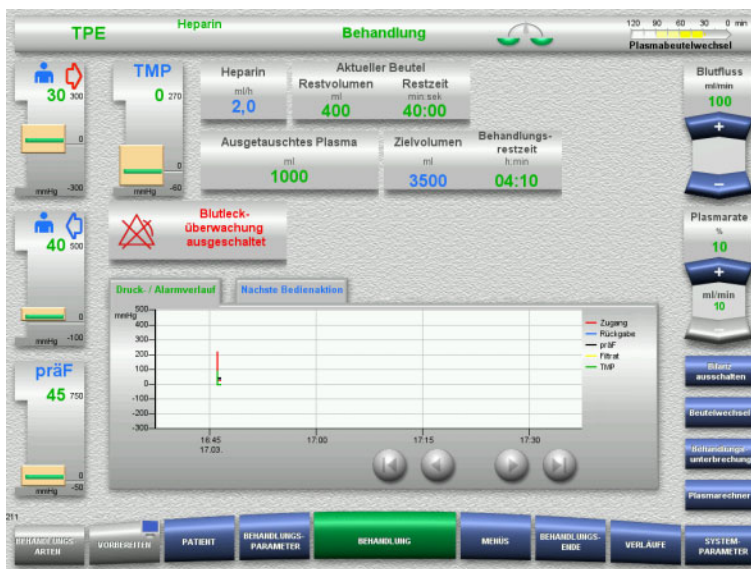 TPE
Heparin
Behandlung
120 90 60 30 0 min
Plasmabeutelwechsel
30 300
0
mmHg -300
TMP
0 270
0
mmHg -60
Heparin
ml/h
2,0
Aktueller Beutel
Restvolumen Restzeit
ml min:sek
400 40:00
Ausgetauschtes Plasma
ml
1000
Zielvolumen
ml
3500
Behandlungs-
restzeit
h:min
04:10
Blutfluss
ml/min
100
+
−
40 500
0
mmHg -100
Blutleck-
überwachung
ausgeschaltet
Plasmarate
%
10
+
ml/min
10
−
präF
45 750
0
mmHg -50
Druck- / Alarmverlauf
Nächste Bedienaktion
mmHg
500
400
300
200
100
0
-100
-200
-300
16:45 17:00 17:15 17:30
17.03.
Zugang
Rückgabe
präF
Filtrat
TMP
Bilanz
ausschalten
Beutelwechsel
Behandlungs-
unterbrechung
Plasmarechner
211
BEHANDLUNGS-
ARTEN
VORBEREITEN
PATIENT
BEHANDLUNGS-
PARAMETER
BEHANDLUNG
MENÜS
BEHANDLUNGS-
ENDE
VERLÄUFE
SYSTEM-
PARAMETER